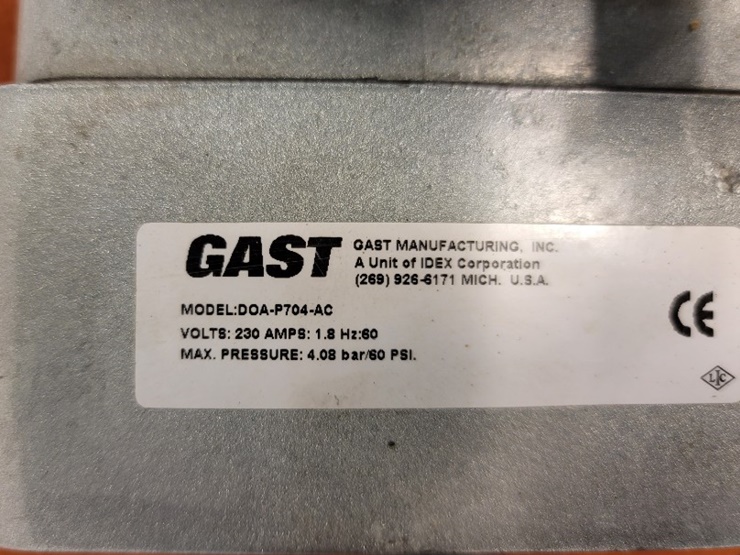 GAST
GAST MANUFACTURING, INC.
A Unit of IDEX Corporation
(269) 926-6171 MICH. U.S.A.
MODEL:DOA-P704-AC
VOLTS: 230 AMPS: 1.8 Hz:60
MAX. PRESSURE: 4.08 bar/60 PSI.
CE